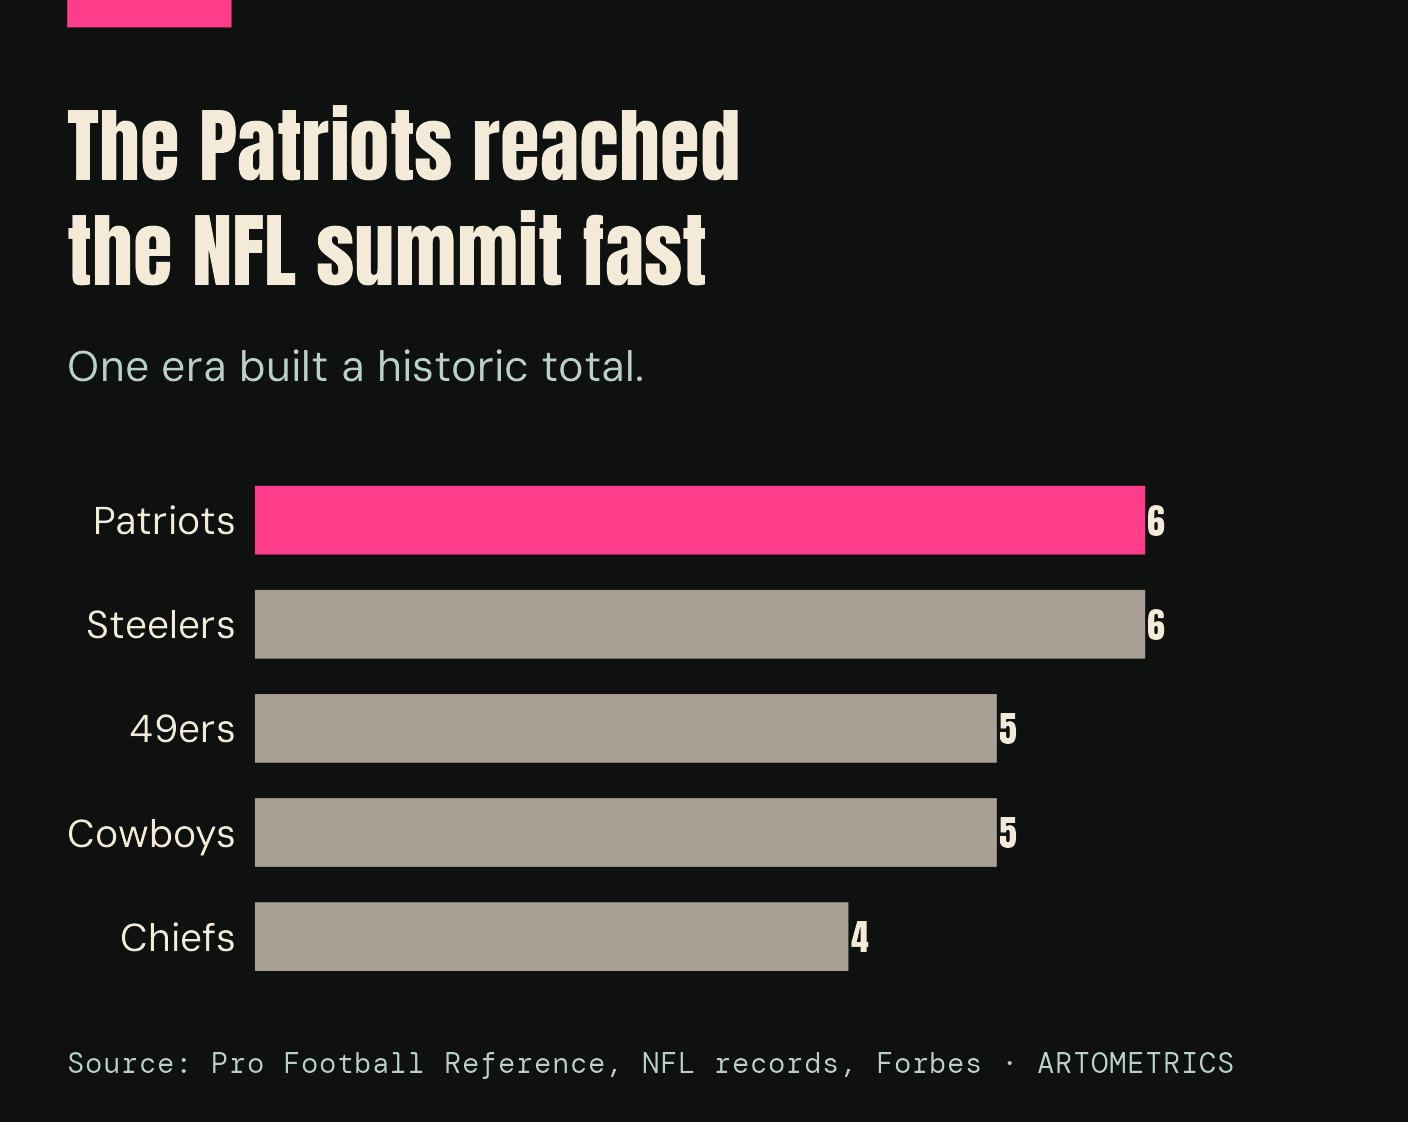 The Patriots reached
the NFL summit fast
One era built a historic total.
Patriots 6
Steelers 6
49ers 5
Cowboys 5
Chiefs 4
Source: Pro Football Reference, NFL records, Forbes · ARTOMETRICS